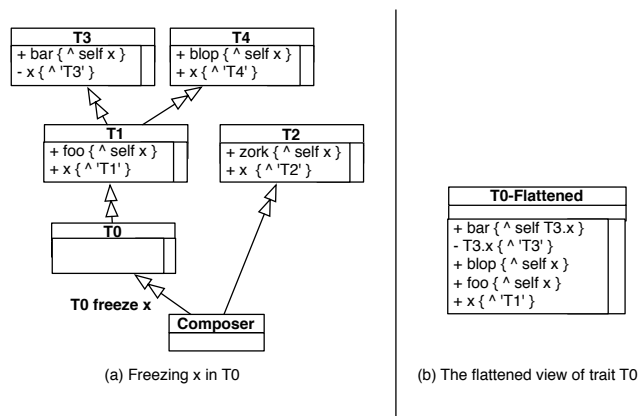 T3
+ bar { ^ self x }
- x { ^ 'T3' }
T4
+ blop { ^ self x }
+ x { ^ 'T4' }
T1
+ foo { ^ self x }
+ x { ^ 'T1' }
T2
+ zork { ^ self x }
+ x { ^ 'T2' }
T0
T0 freeze x
Composer
(a) Freezing x in T0
T0-Flattened
+ bar { ^ self T3.x }
- T3.x { ^ 'T3' }
+ blop { ^ self x }
+ foo { ^ self x }
+ x { ^ 'T1' }
(b) The flattened view of trait T0